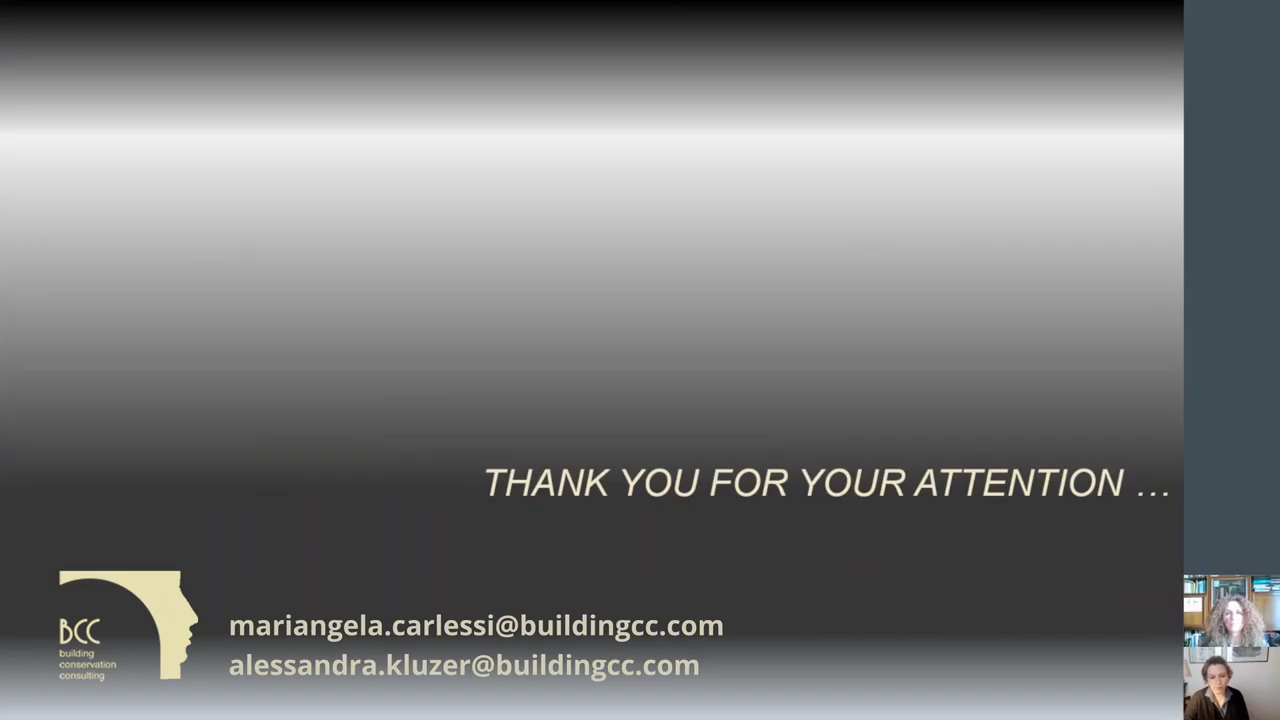 THANK YOU FOR YOUR ATTENTION …
BCC
building
conservation
consulting
mariangela.carlessi@buildingcc.com
alessandra.kluzer@buildingcc.com